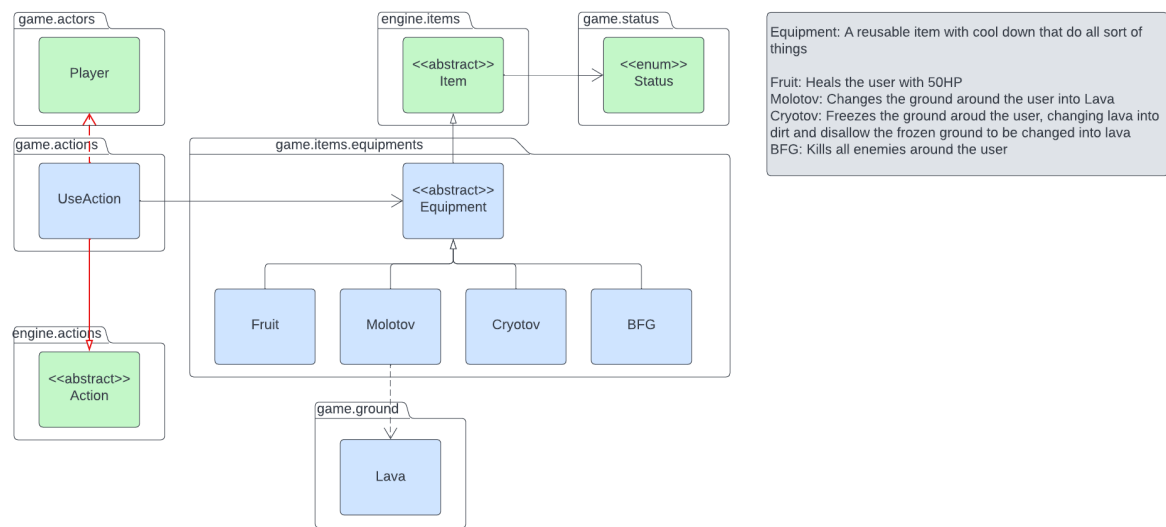 game.actors
Player
game.actions
UseAction
engine.actions
<<abstract>>
Action
engine.items
<<abstract>>
Item
game.status
<<enum>>
Status
game.items.equipments
<<abstract>>
Equipment
Fruit
Molotov
Cryotov
BFG
game.ground
Lava
Equipment: A reusable item with cool down that do all sort of
things
Fruit: Heals the user with 50HP
Molotov: Changes the ground around the user into Lava
Cryotov: Freezes the ground aroud the user, changing lava into
dirt and disallow the frozen ground to be changed into lava
BFG: Kills all enemies around the user